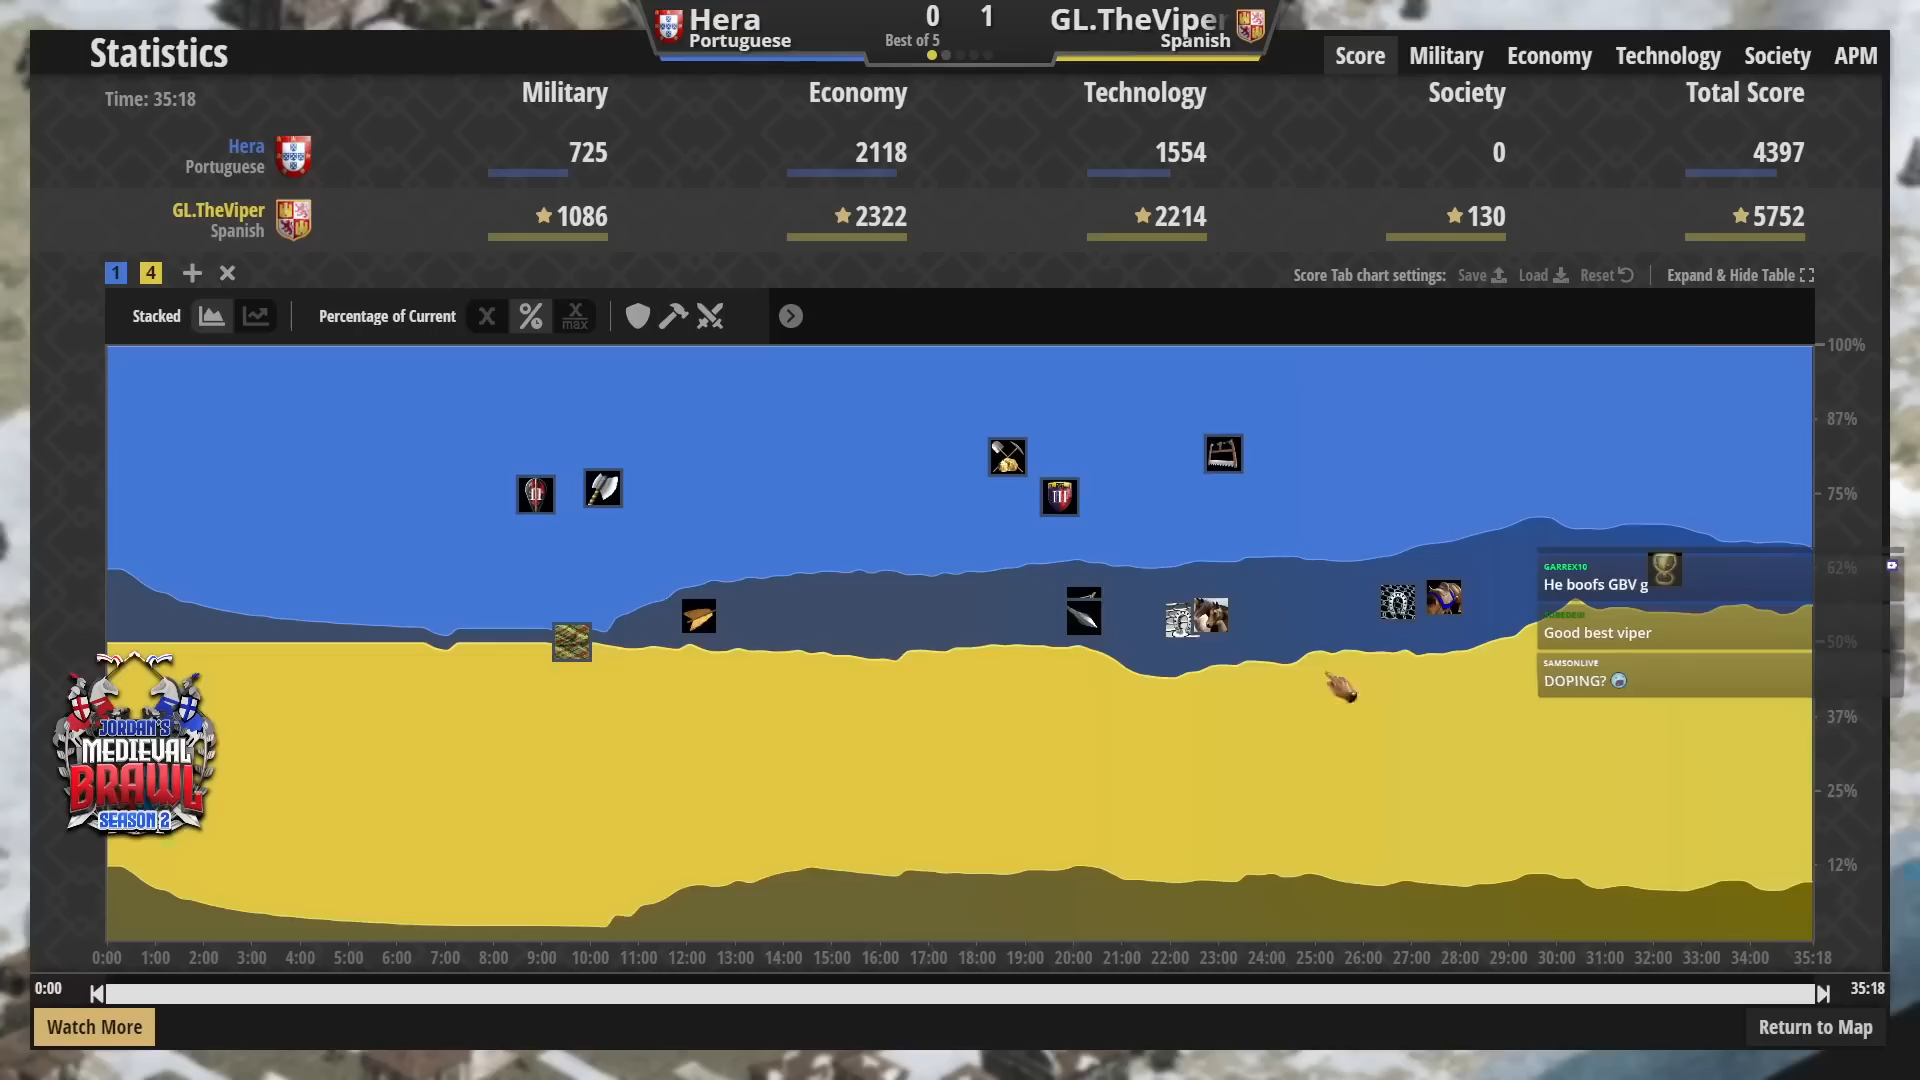 Hera
Portuguese
0 1
Best of 5
GL.TheViper
Spanish
Statistics
Score Military Economy Technology Society APM
Time: 35:18
Military Economy Technology Society Total Score
Hera
Portuguese
725 2118 1554 0 4397
GL.TheViper
Spanish
1086 2322 2214 130 5752
1 4
Score Tab chart settings: Save Load Reset Expand & Hide Table
Stacked Percentage of Current X % X max
100%
87%
75%
62%
50%
37%
25%
12%
II
III
GARREX10
He boofs GBV g
Good best viper
SAMSONLIVE
DOPING?
JORDAN'S
MEDIEVAL
BRAWL
SEASON 2
0:00 1:00 2:00 3:00 4:00 5:00 6:00 7:00 8:00 9:00 10:00 11:00 12:00 13:00 14:00 15:00 16:00 17:00 18:00 19:00 20:00 21:00 22:00 23:00 24:00 25:00 26:00 27:00 28:00 29:00 30:00 31:00 32:00 33:00 34:00 35:18
0:00 35:18
Watch More
Return to Map